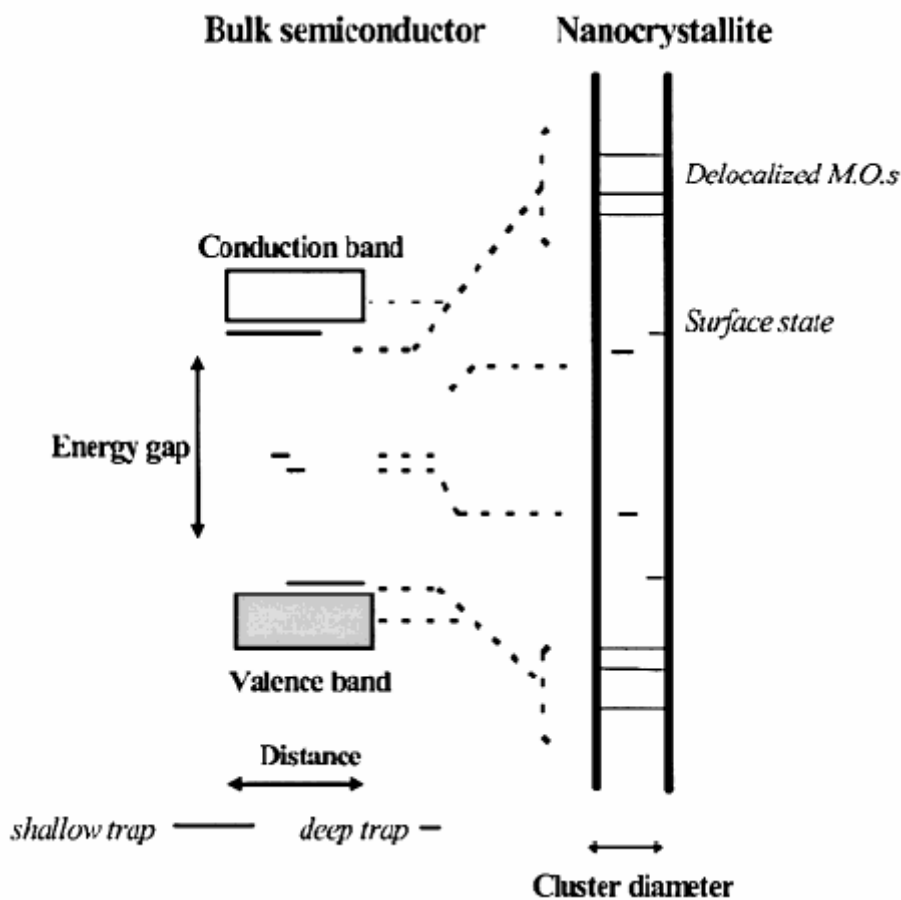 Bulk semiconductor
Nanocrystallite
Delocalized M.O.s
Conduction band
Surface state
Energy gap
Valence band
Distance
shallow trap
deep trap
Cluster diameter